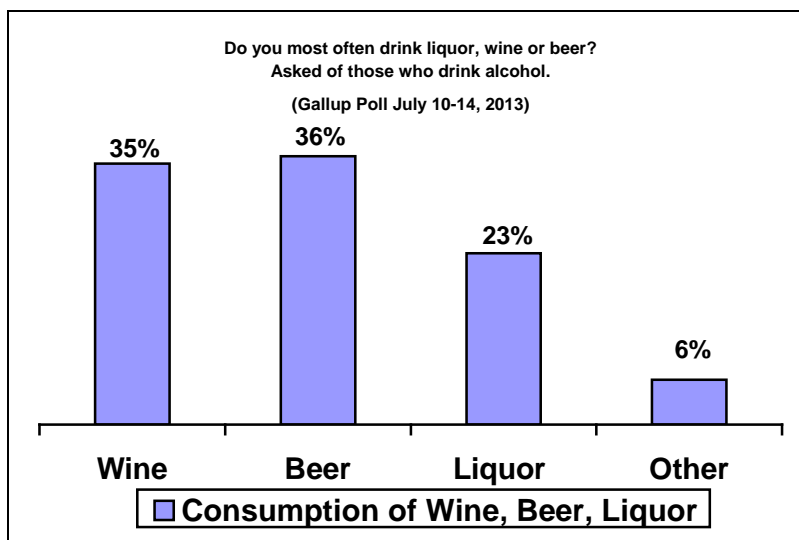 Do you most often drink liquor, wine or beer?
Asked of those who drink alcohol.
(Gallup Poll July 10-14, 2013)
35%
36%
23%
6%
Wine
Beer
Liquor
Other
Consumption of Wine, Beer, Liquor